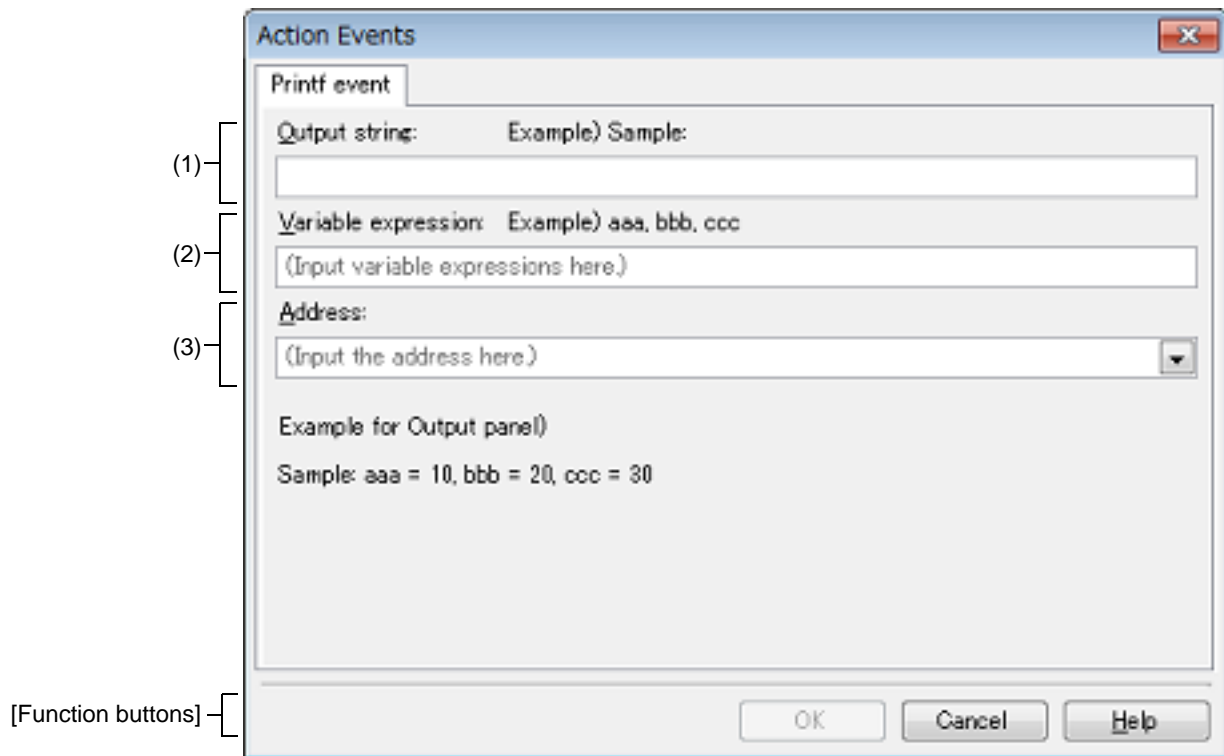 Action Events
Printf event
(1)
Output string: Example) Sample:
(2)
Variable expression: Example) aaa, bbb, ccc
(Input variable expressions here.)
(3)
Address:
(Input the address here.)
Example for Output panel)
Sample: aaa = 10, bbb = 20, ccc = 30
[Function buttons]
OK Cancel Help